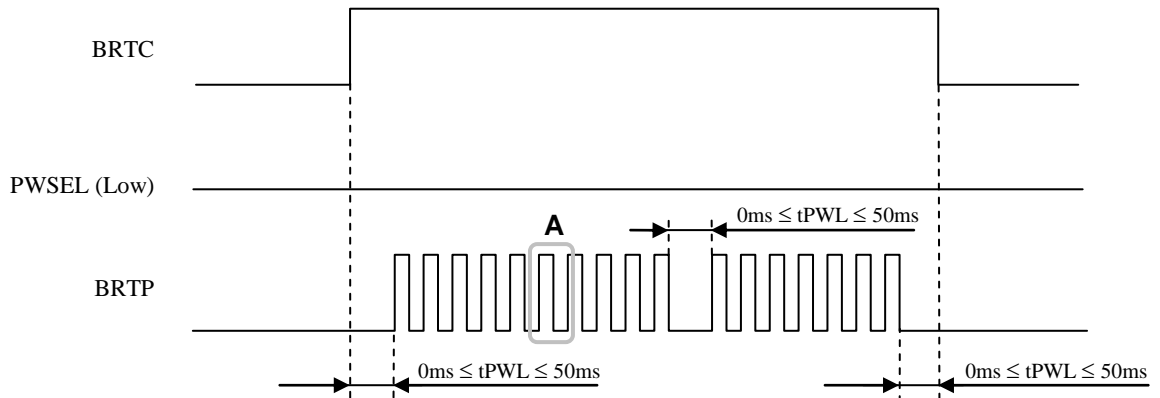 BRTC
PWSEL (Low)
A
0ms ≤ tPWL ≤ 50ms
BRTP
0ms ≤ tPWL ≤ 50ms
0ms ≤ tPWL ≤ 50ms